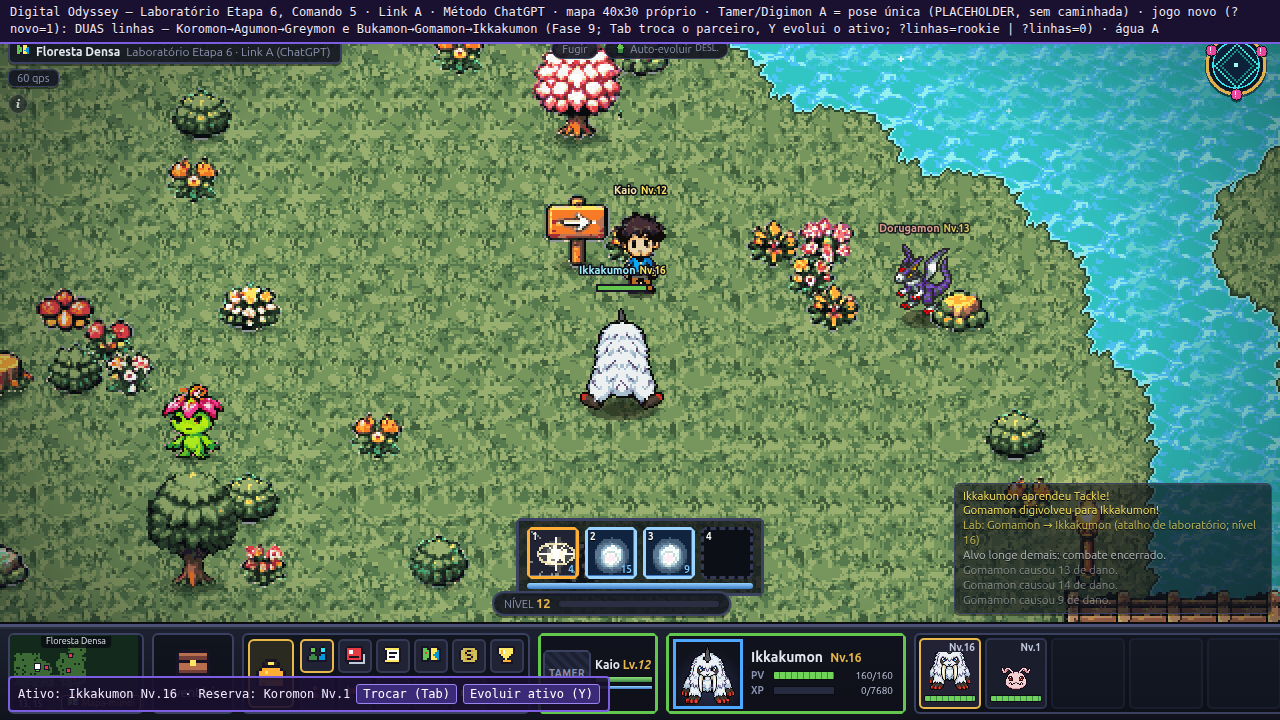 Digital Odyssey — Laboratório Etapa 6, Comando 5 · Link A · Método ChatGPT · mapa 40x30 próprio · Tamer/Digimon A = pose única (PLACEHOLDER, sem caminhada) · jogo novo (?
novo=1): DUAS linhas — Koromon→Agumon→Greymon e Bukamon→Gomamon→Ikkakumon (Fase 9; Tab troca o parceiro, Y evolui o ativo; ?linhas=rookie | ?linhas=0) · água A
Floresta Densa Laboratório Etapa 6 · Link A (ChatGPT)
Fugir
Auto-evoluir DESL.
60 qps
i
Kaio Nv.12
Dorugamon Nv.13
Ikkakumon Nv.16
Ikkakumon aprendeu Tackle!
Gomamon digivolveu para Ikkakumon!
Lab: Gomamon → Ikkakumon (atalho de laboratório; nível
16)
Alvo longe demais: combate encerrado.
Gomamon causou 13 de dano.
Gomamon causou 14 de dano.
Gomamon causou 9 de dano.
1 4
2 15
3 9
4
NÍVEL 12
Floresta Densa
TAMER
Kaio Lv.12
Ikkakumon Nv.16
PV 160/160
XP 0/7680
Nv.16
Nv.1
Ativo: Ikkakumon Nv.16 · Reserva: Koromon Nv.1 Trocar (Tab) Evoluir ativo (Y)